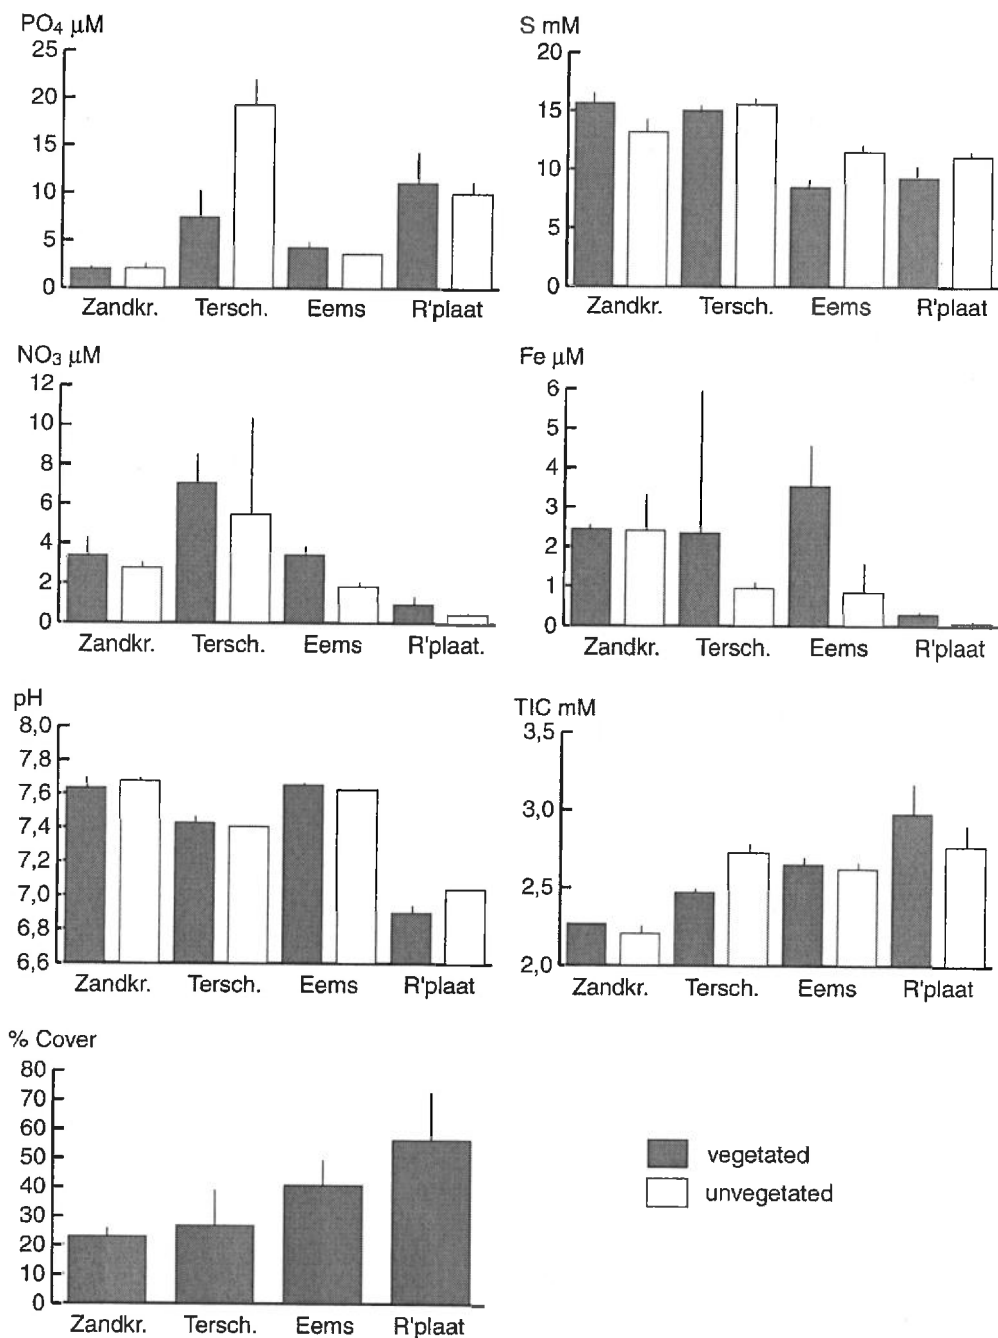 PO4 µM
25
20
15
10
5
0
Zandkr. Tersch. Eems R'plaat
S mM
20
15
10
5
0
Zandkr. Tersch. Eems R'plaat
NO3 µM
12
10
8
6
4
2
0
Zandkr. Tersch. Eems R'plaat.
Fe µM
6
5
4
3
2
1
0
Zandkr. Tersch. Eems R'plaat
pH
8,0
7,8
7,6
7,4
7,2
7,0
6,8
6,6
Zandkr. Tersch. Eems R'plaat
TIC mM
3,5
3,0
2,5
2,0
Zandkr. Tersch. Eems R'plaat
% Cover
80
70
60
50
40
30
20
10
0
Zandkr. Tersch. Eems R'plaat
vegetated
unvegetated